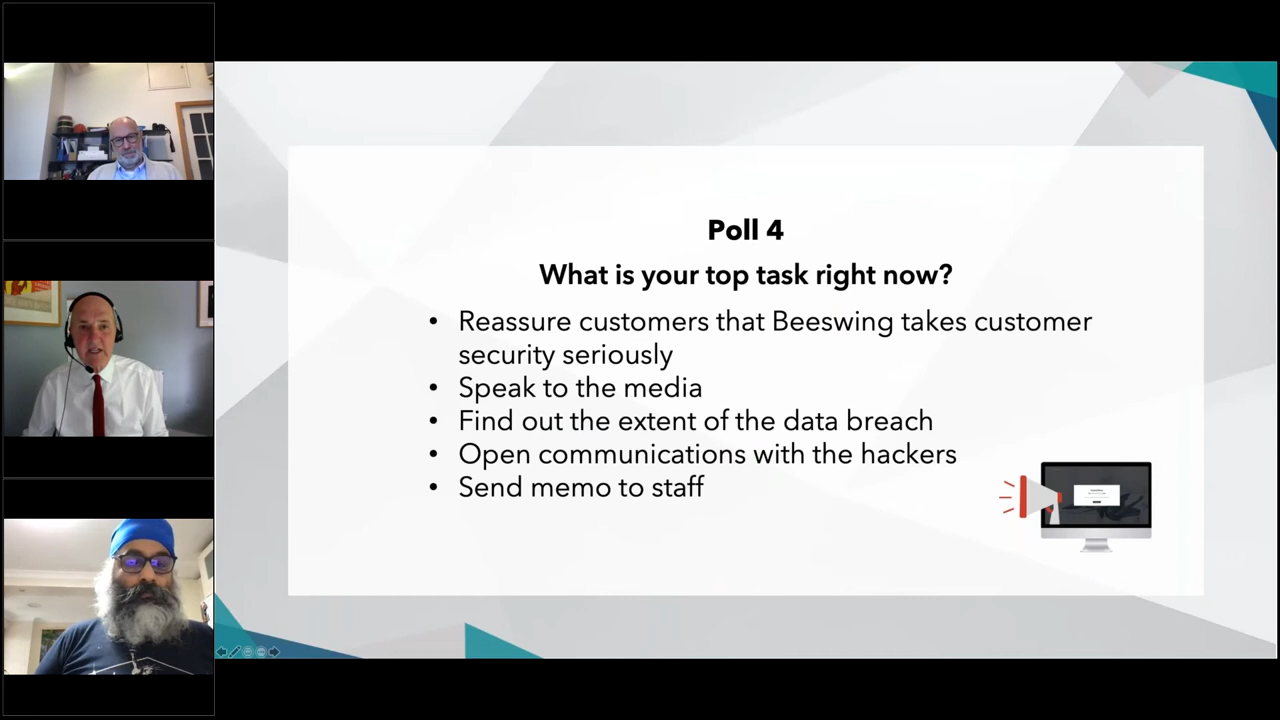 Poll 4
What is your top task right now?
• Reassure customers that Beeswing takes customer
security seriously
• Speak to the media
• Find out the extent of the data breach
• Open communications with the hackers
• Send memo to staff